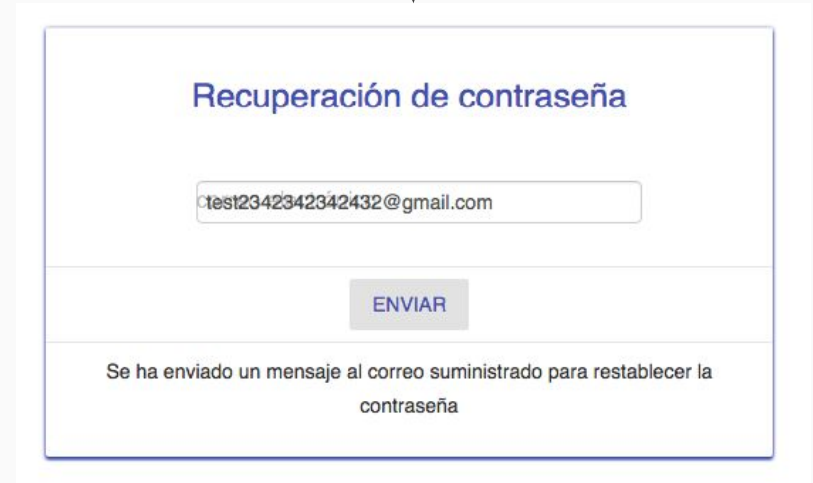 Recuperación de contraseña
test2342342342432@gmail.com
ENVIAR
Se ha enviado un mensaje al correo suministrado para restablecer la
contraseña